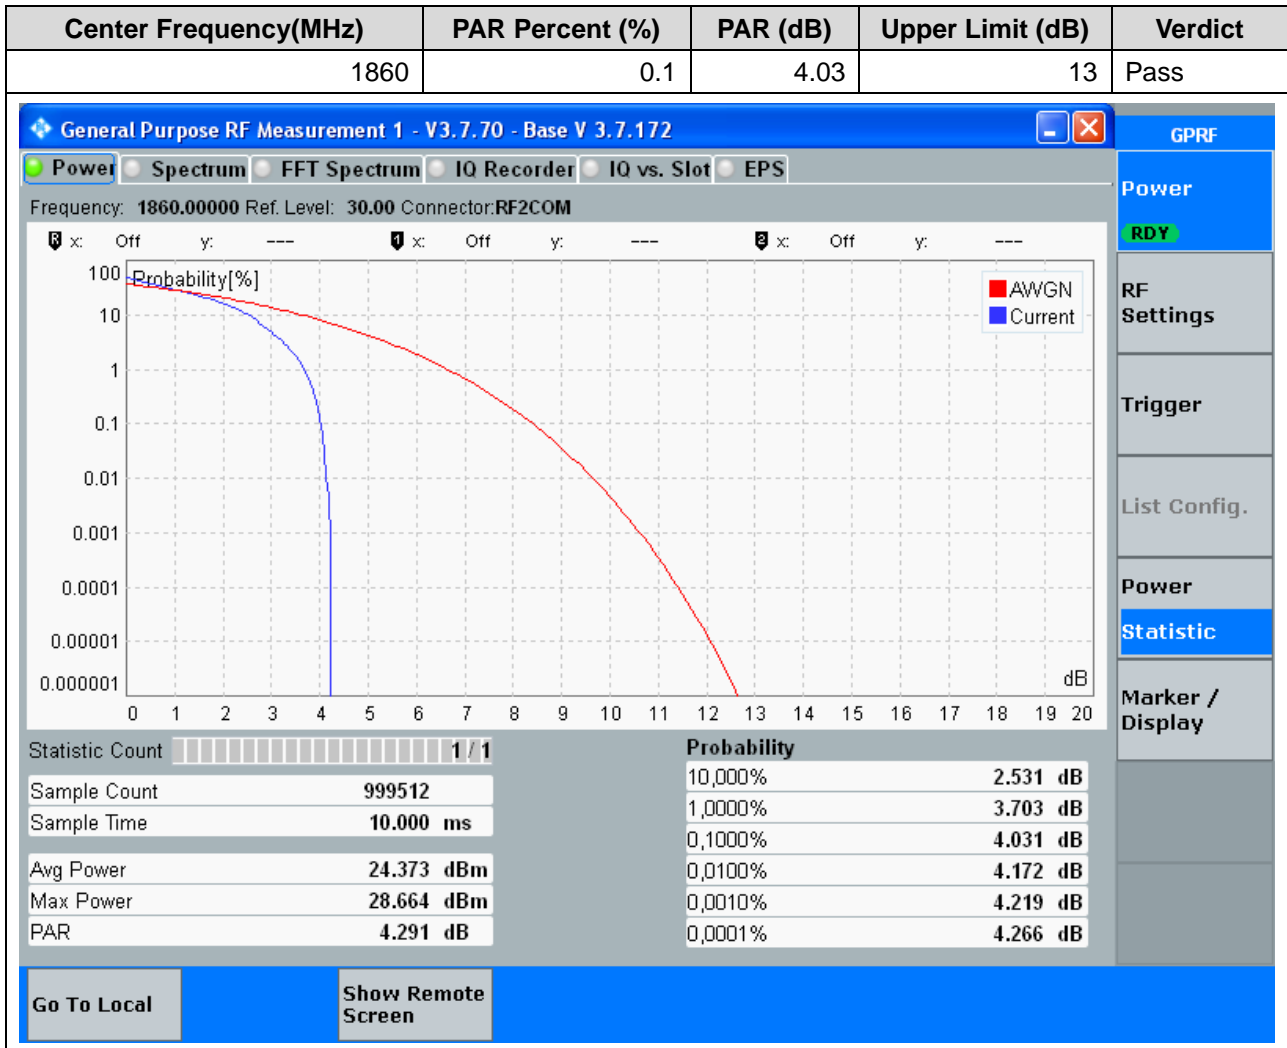 Center Frequency(MHz) PAR Percent (%) PAR (dB) Upper Limit (dB) Verdict
1860 0.1 4.03 13 Pass
General Purpose RF Measurement 1 - V3.7.70 - Base V 3.7.172
GPRF
Power Spectrum FFT Spectrum IQ Recorder IQ vs. Slot EPS
Power
RDY
Frequency: 1860.00000 Ref. Level: 30.00 Connector:RF2COM
R x: Off y: --- 1 x: Off y: --- 2 x: Off y: ---
Probability[%]
AWGN
Current
100
10
1
0.1
0.01
0.001
0.0001
0.00001
0.000001
dB
0 1 2 3 4 5 6 7 8 9 10 11 12 13 14 15 16 17 18 19 20
RF
Settings
Trigger
List Config.
Power
Statistic
Marker /
Display
Statistic Count 1 / 1
Sample Count 999512
Sample Time 10.000 ms
Avg Power 24.373 dBm
Max Power 28.664 dBm
PAR 4.291 dB
Probability
10,000% 2.531 dB
1,0000% 3.703 dB
0,1000% 4.031 dB
0,0100% 4.172 dB
0,0010% 4.219 dB
0,0001% 4.266 dB
Go To Local
Show Remote
Screen